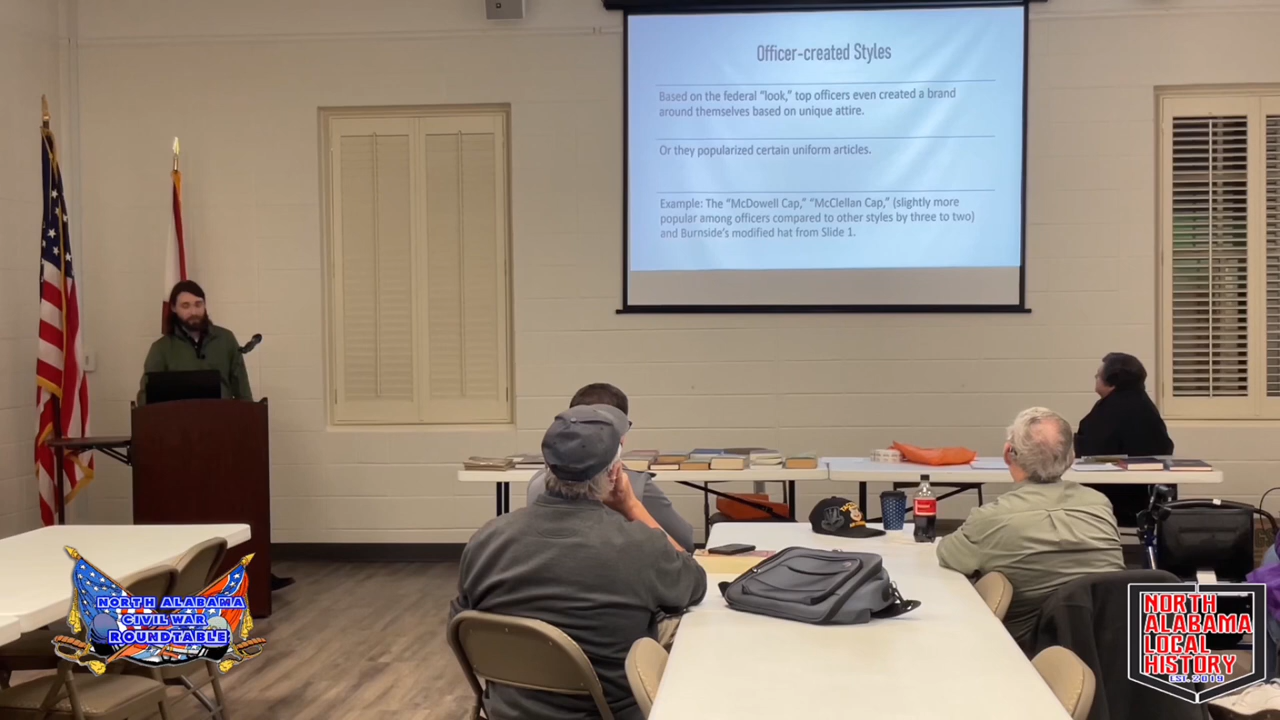 Officer-created Styles
Based on the federal “look,” top officers even created a brand
around themselves based on unique attire.
Or they popularized certain uniform articles.
Example: The “McDowell Cap,” “McClellan Cap,” (slightly more
popular among officers compared to other styles by three to two)
and Burnside’s modified hat from Slide 1.
NORTH ALABAMA
CIVIL WAR
ROUNDTABLE
NORTH
ALABAMA
LOCAL
HISTORY
EST. 2019